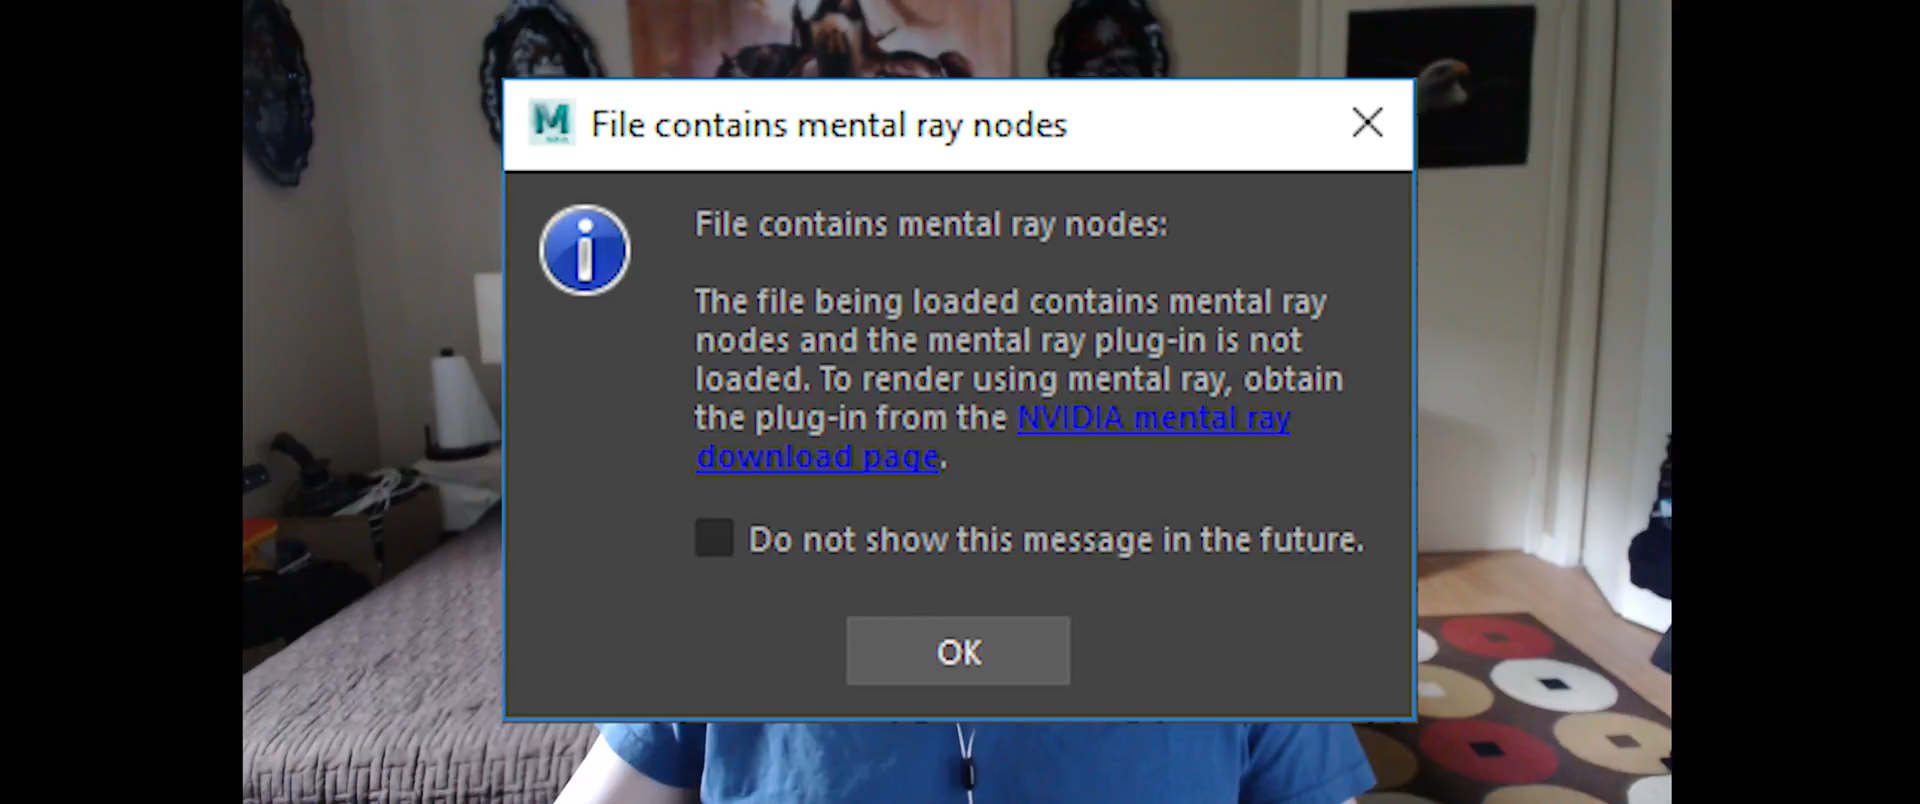 File contains mental ray nodes
File contains mental ray nodes:
The file being loaded contains mental ray
nodes and the mental ray plug-in is not
loaded. To render using mental ray, obtain
the plug-in from the NVIDIA mental ray
download page.
Do not show this message in the future.
OK